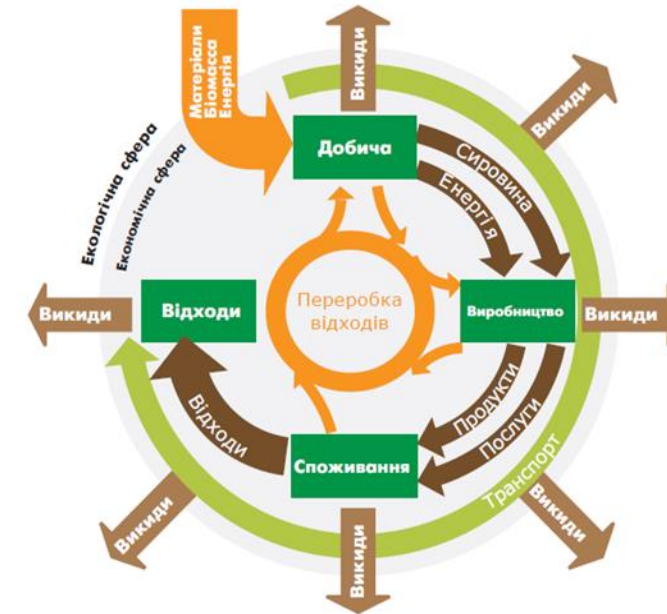 Матеріали
Біомасса
Енергія
Викиди
Викиди
Екологічна сфера
Економічна сфера
Добича
Сировина
Енергія
Викиди
Відходи
Переробка
відходів
Виробництво
Викиди
Відходи
Продукти
Послуги
Транспорт
Споживання
Викиди
Викиди
Викиди